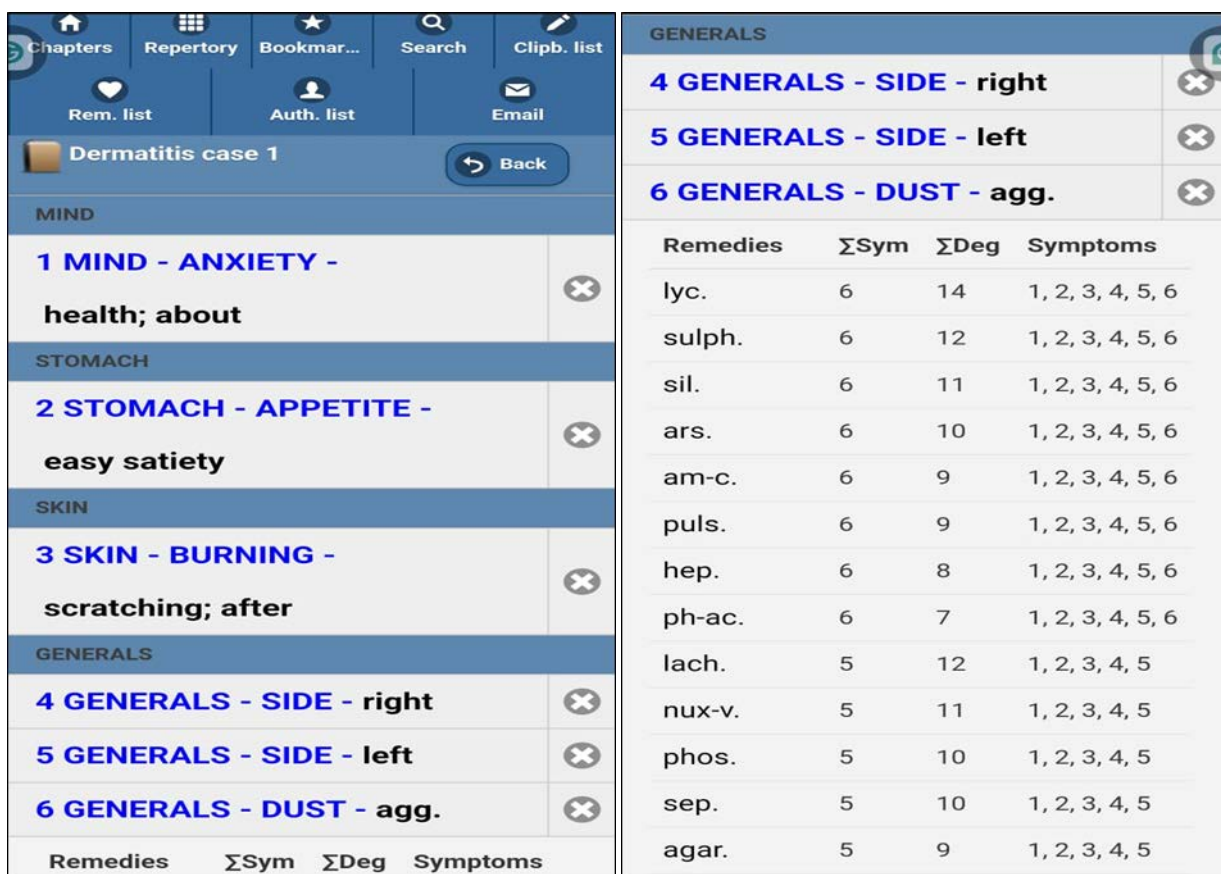 Chapters Repertory Bookmar... Search Clipb. list
Rem. list Auth. list Email
Dermatitis case 1 Back
MIND
1 MIND - ANXIETY -
health; about
STOMACH
2 STOMACH - APPETITE -
easy satiety
SKIN
3 SKIN - BURNING -
scratching; after
GENERALS
4 GENERALS - SIDE - right
5 GENERALS - SIDE - left
6 GENERALS - DUST - agg.
Remedies ΣSym ΣDeg Symptoms
GENERALS
4 GENERALS - SIDE - right
5 GENERALS - SIDE - left
6 GENERALS - DUST - agg.
Remedies ΣSym ΣDeg Symptoms
lyc. 6 14 1, 2, 3, 4, 5, 6
sulph. 6 12 1, 2, 3, 4, 5, 6
sil. 6 11 1, 2, 3, 4, 5, 6
ars. 6 10 1, 2, 3, 4, 5, 6
am-c. 6 9 1, 2, 3, 4, 5, 6
puls. 6 9 1, 2, 3, 4, 5, 6
hep. 6 8 1, 2, 3, 4, 5, 6
ph-ac. 6 7 1, 2, 3, 4, 5, 6
lach. 5 12 1, 2, 3, 4, 5
nux-v. 5 11 1, 2, 3, 4, 5
phos. 5 10 1, 2, 3, 4, 5
sep. 5 10 1, 2, 3, 4, 5
agar. 5 9 1, 2, 3, 4, 5